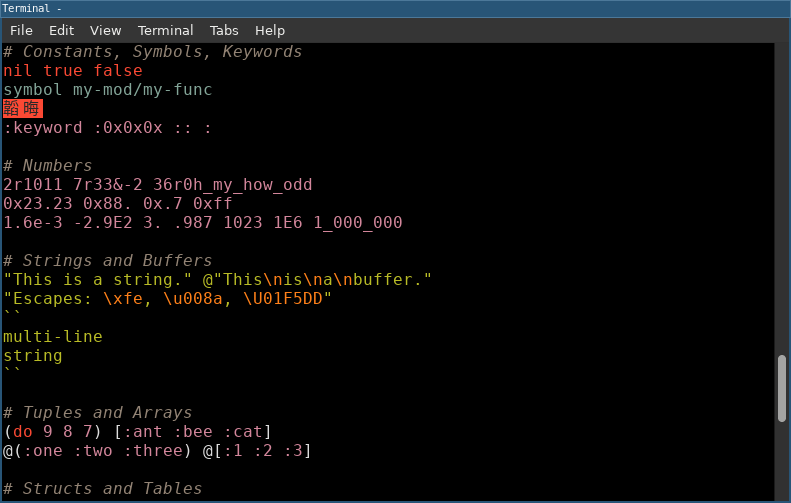 Terminal -
File Edit View Terminal Tabs Help
# Constants, Symbols, Keywords
nil true false
symbol my-mod/my-func
韜晦
:keyword :0x0x0x :: :
# Numbers
2r1011 7r33&-2 36r0h_my_how_odd
0x23.23 0x88. 0x.7 0xff
1.6e-3 -2.9E2 3. .987 1023 1E6 1_000_000
# Strings and Buffers
"This is a string." @"This\nis\na\nbuffer."
"Escapes: \xfe, \u008a, \U01F5DD"
``
multi-line
string
``
# Tuples and Arrays
(do 9 8 7) [:ant :bee :cat]
@(:one :two :three) @[:1 :2 :3]
# Structs and Tables